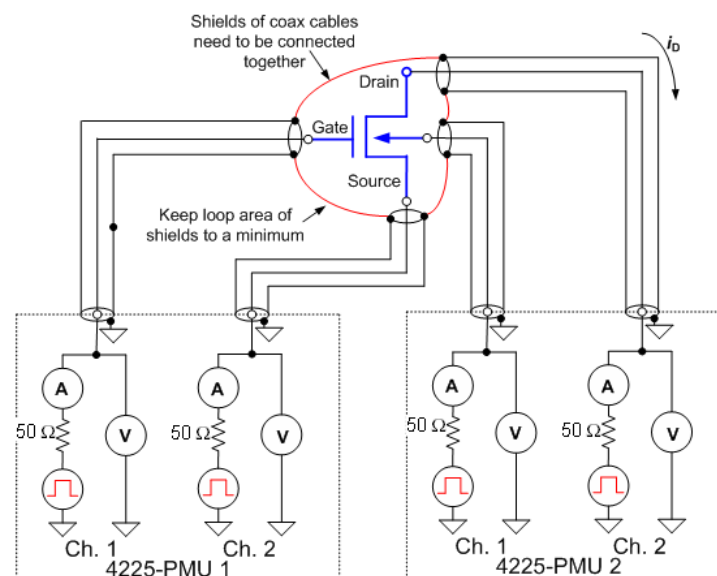 Shields of coax cables
need to be connected
together
iD
Drain
Gate
Source
Keep loop area of
shields to a minimum
A
A
A
A
50 Ω
V
50 Ω
V
50 Ω
V
50 Ω
V
Ch. 1
Ch. 2
Ch. 1
Ch. 2
4225-PMU 1
4225-PMU 2